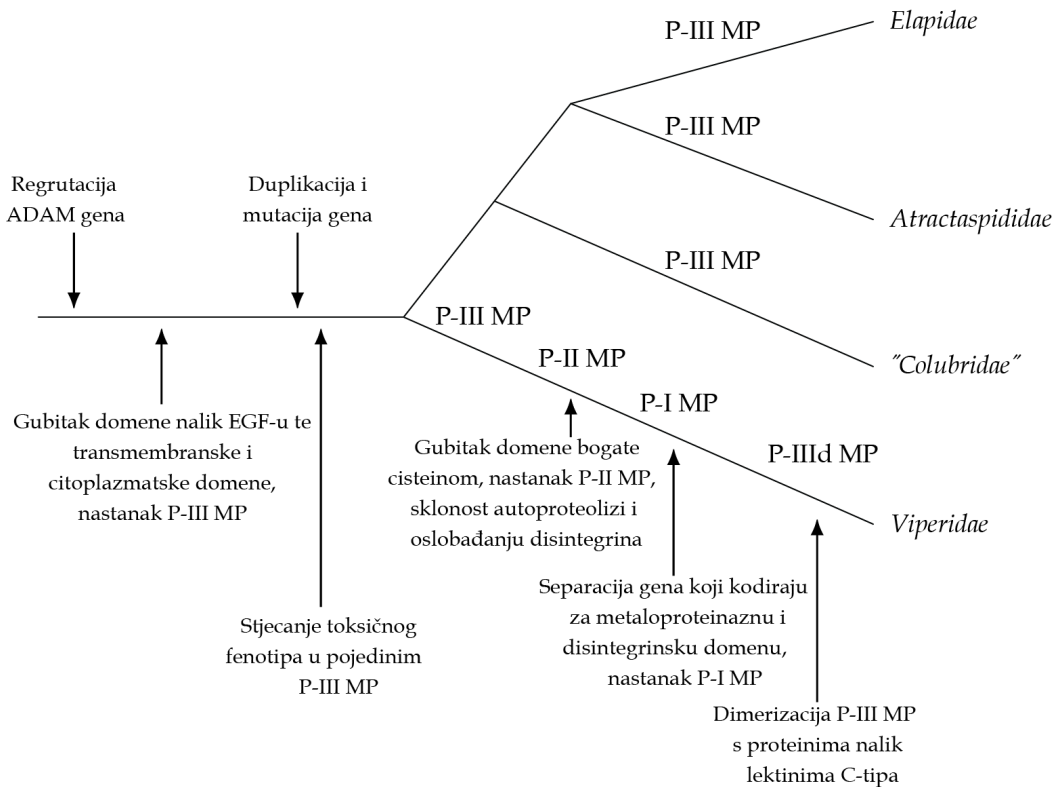 P-III MP
Elapidae
P-III MP
Atractaspididae
Regrutacija
ADAM gena
Duplikacija i
mutacija gena
P-III MP
"Colubridae"
P-III MP
P-II MP
P-I MP
P-IIId MP
Viperidae
Gubitak domene nalik EGF-u te
transmembranske i
citoplazmatske domene,
nastanak P-III MP
Gubitak domene bogate
cisteinom, nastanak P-II MP,
sklonost autoproteolizi i
oslobađanju disintegrina
Stjecanje toksičnog
fenotipa u pojedinim
P-III MP
Separacija gena koji kodiraju
za metaloproteinaznu i
disintegrinsku domenu,
nastanak P-I MP
Dimerizacija P-III MP
s proteinima nalik
lektinima C-tipa